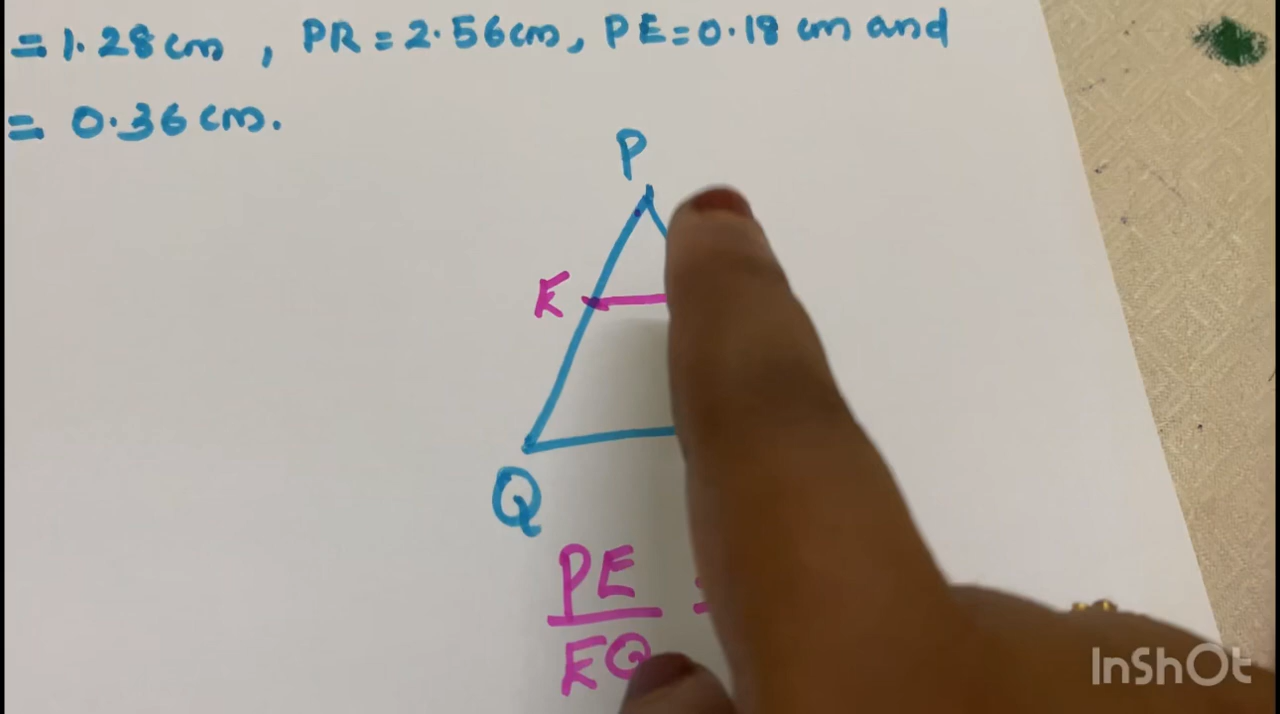 = 1.28 cm, PR = 2.56 cm, PE = 0.18 cm and
= 0.36 cm.
P
E
Q
PE
=
EQ
InShOt